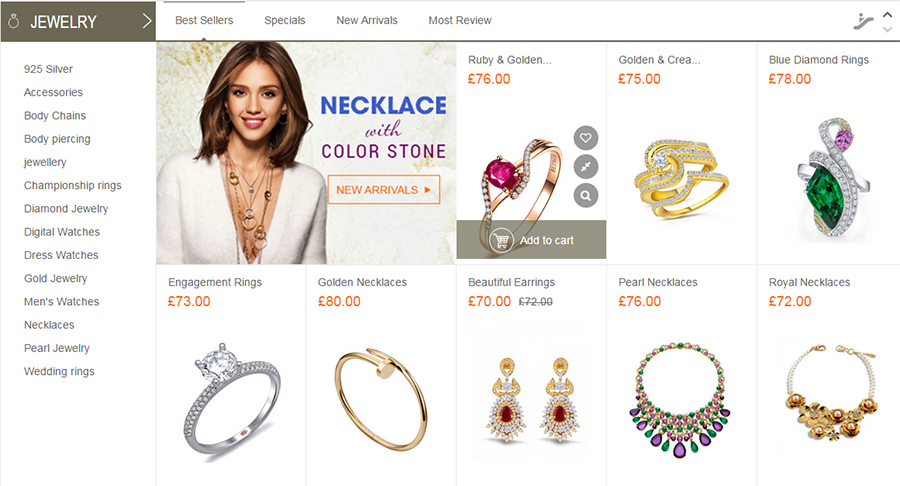 JEWELRY
Best Sellers
Specials
New Arrivals
Most Review
925 Silver
Accessories
Body Chains
Body piercing
jewellery
Championship rings
Diamond Jewelry
Digital Watches
Dress Watches
Gold Jewelry
Men's Watches
Necklaces
Pearl Jewelry
Wedding rings
NECKLACE
with
COLOR STONE
NEW ARRIVALS
Ruby & Golden...
£76.00
Add to cart
Golden & Crea...
£75.00
Blue Diamond Rings
£78.00
Engagement Rings
£73.00
Golden Necklaces
£80.00
Beautiful Earrings
£70.00 £72.00
Pearl Necklaces
£76.00
Royal Necklaces
£72.00